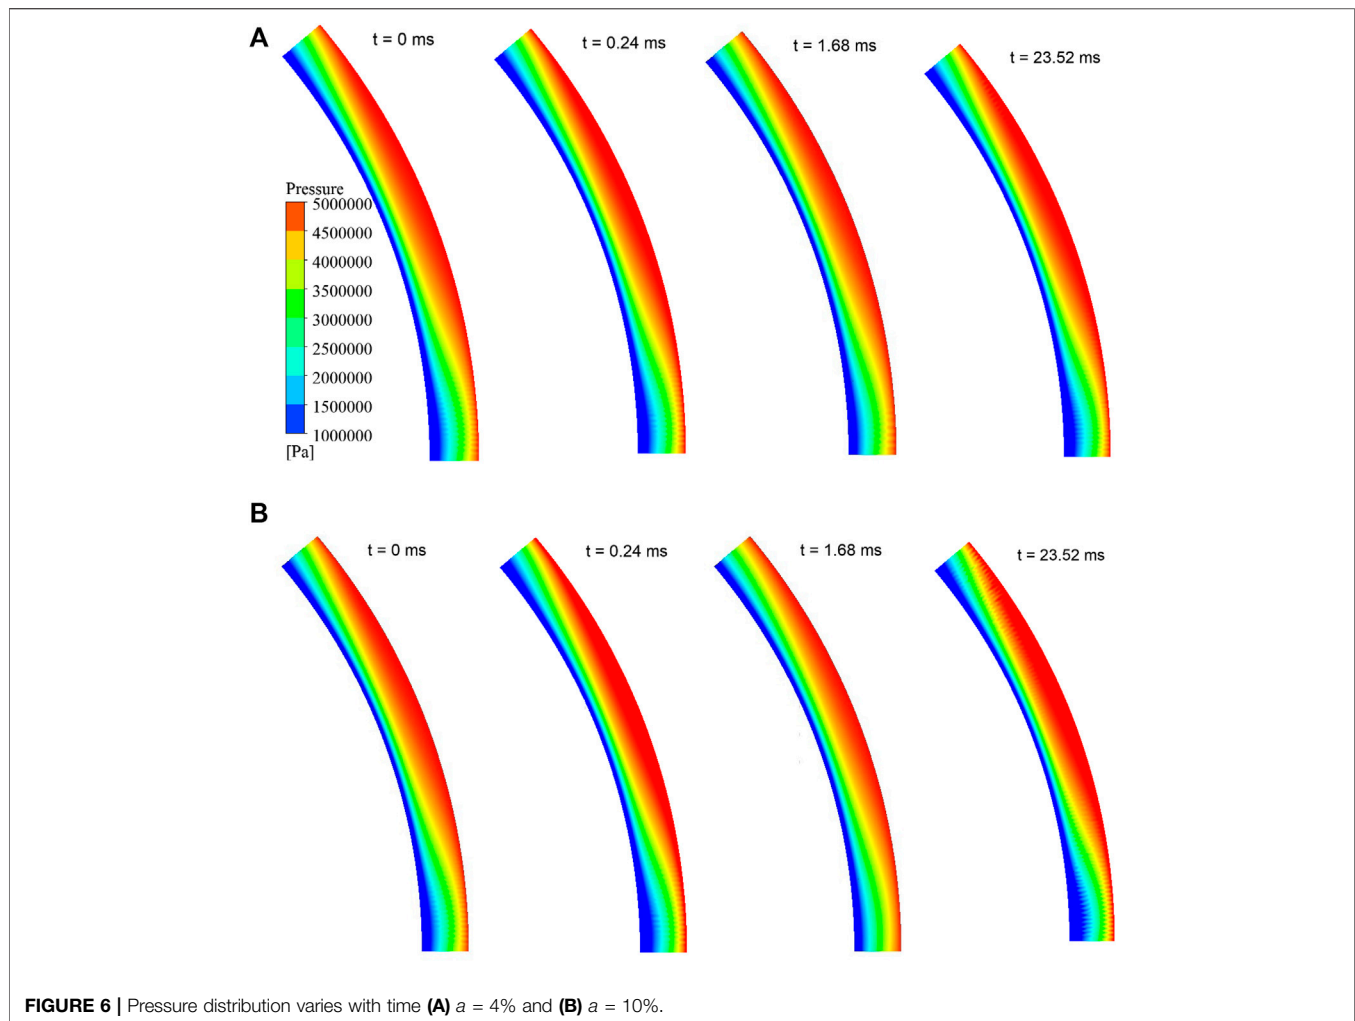 A
t = 0 ms
t = 0.24 ms
t = 1.68 ms
t = 23.52 ms
Pressure
5000000
4500000
4000000
3500000
3000000
2500000
2000000
1500000
1000000
[Pa]
B
t = 0 ms
t = 0.24 ms
t = 1.68 ms
t = 23.52 ms
FIGURE 6 | Pressure distribution varies with time (A) a = 4% and (B) a = 10%.